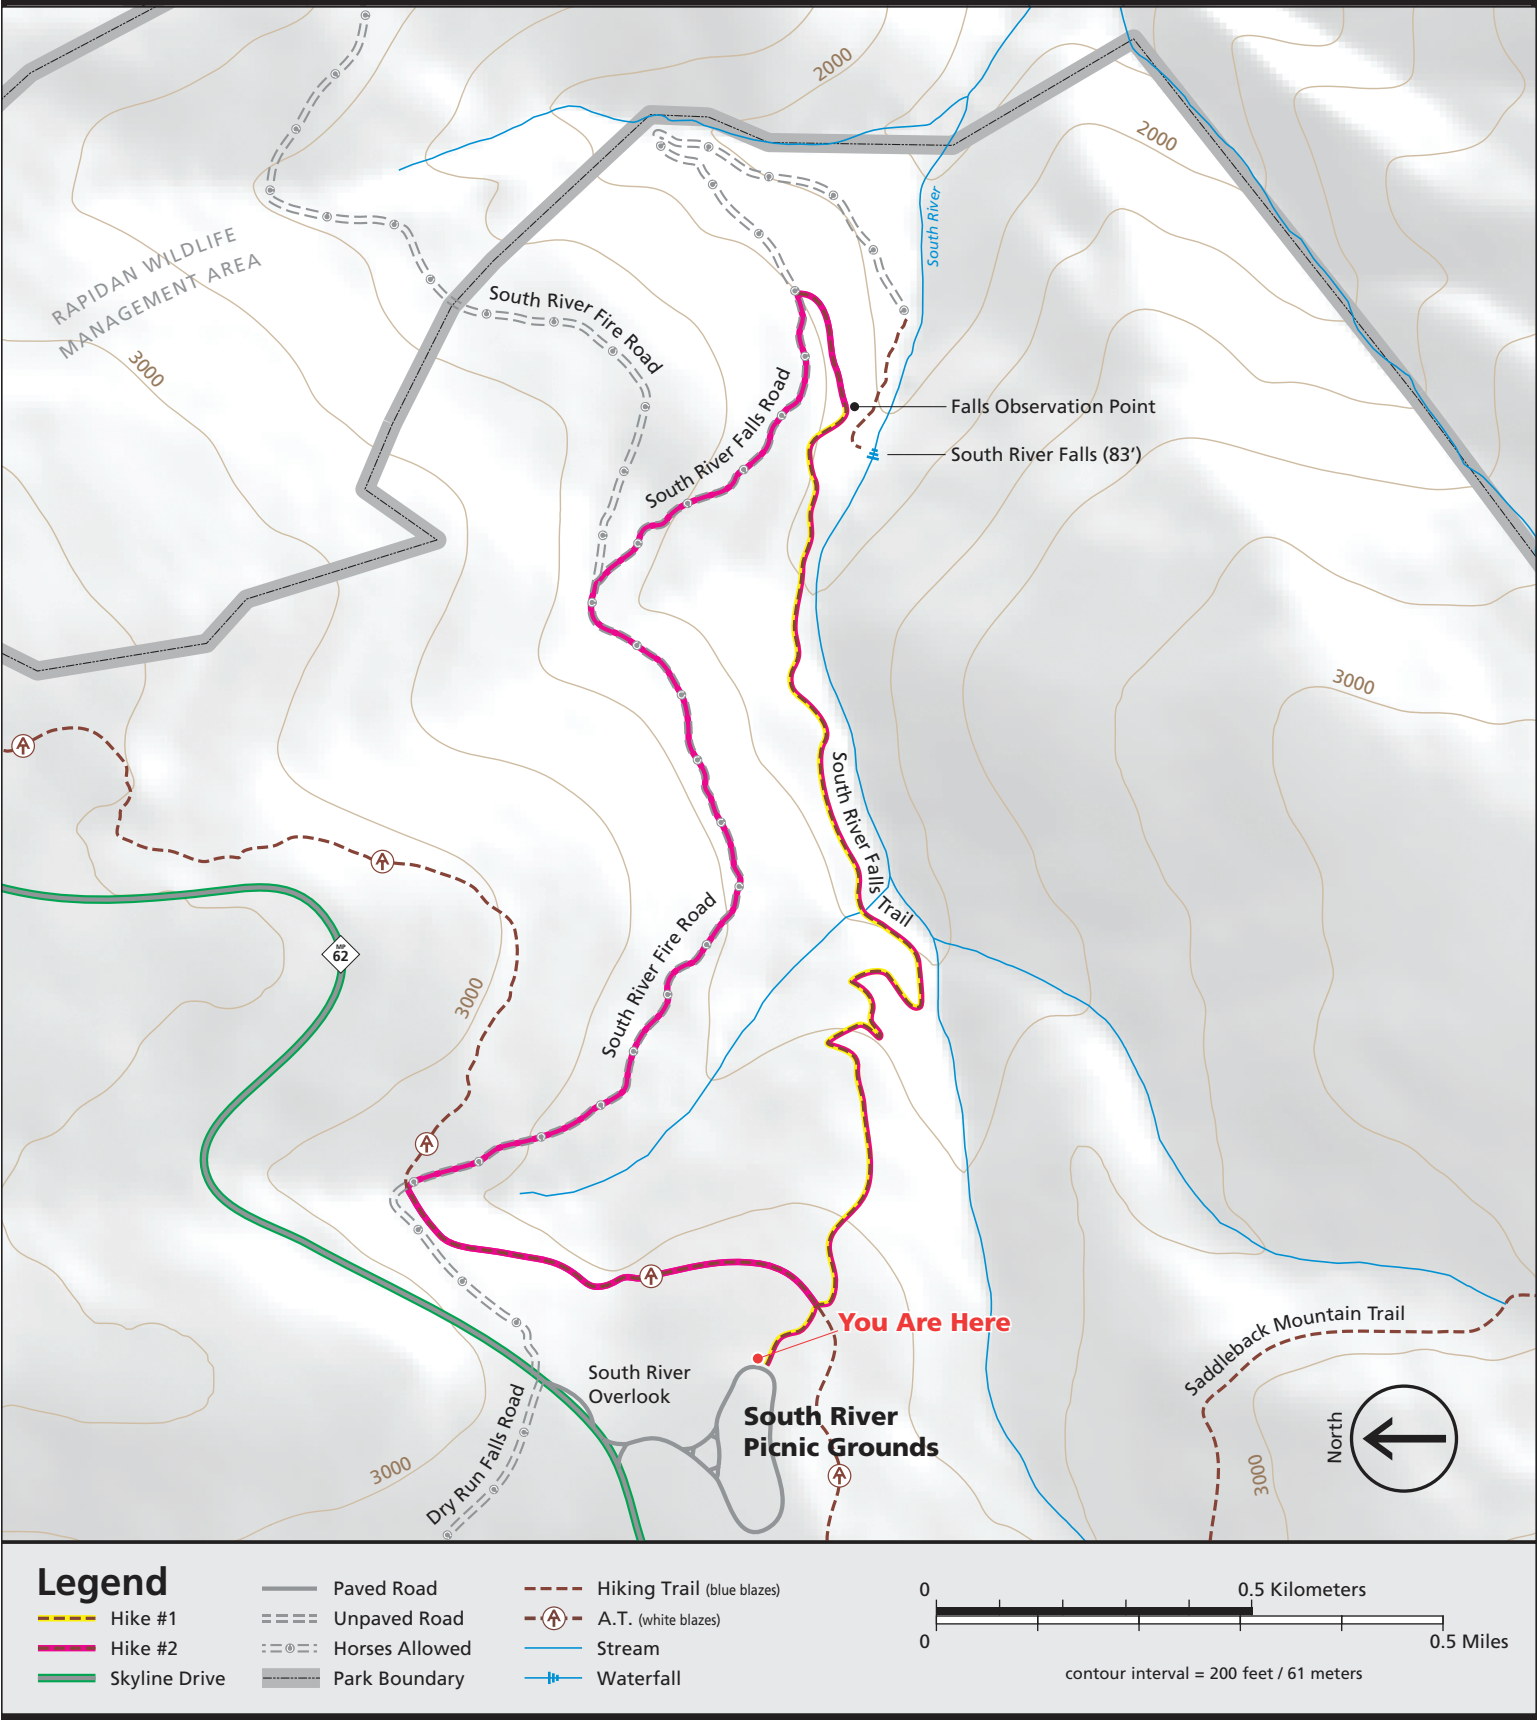 2000
2000
South River
RAPIDAN WILDLIFE
MANAGEMENT AREA
South River Fire Road
3000
South River Falls Road
Falls Observation Point
South River Falls (83')
3000
South River Falls
Trail
MP
62
South River Fire Road
3000
You Are Here
Saddleback Mountain Trail
South River
Overlook
South River
Picnic Grounds
Dry Run Falls Road
3000
3000
North
Legend
Hike #1
Hike #2
Skyline Drive
Paved Road
Unpaved Road
Horses Allowed
Park Boundary
Hiking Trail (blue blazes)
A.T. (white blazes)
Stream
Waterfall
0 0.5 Kilometers
0 0.5 Miles
contour interval = 200 feet / 61 meters